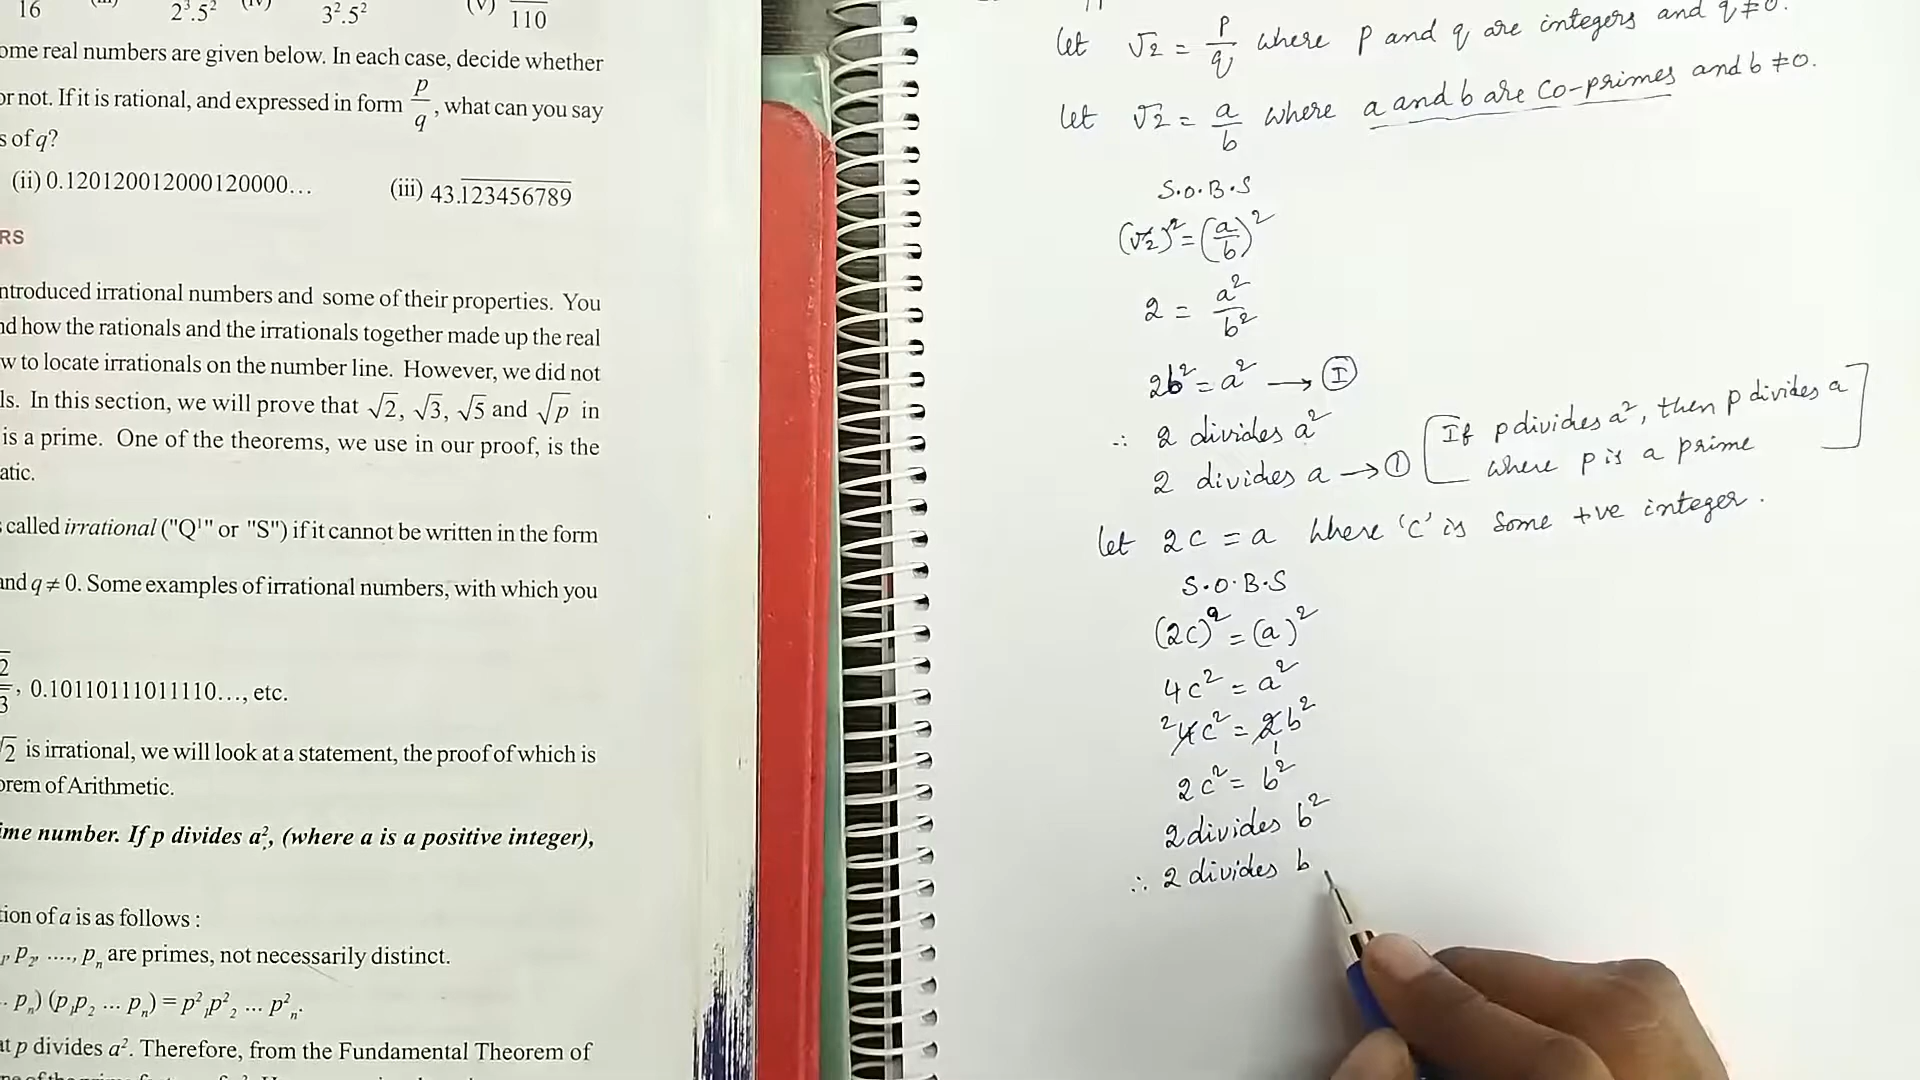 16 2³.5² 3².5² (v) 110
ome real numbers are given below. In each case, decide whether
or not. If it is rational, and expressed in form p/q, what can you say
s of q?
(ii) 0.120120012000120000... (iii) 43.123456789
RS
ntroduced irrational numbers and some of their properties. You
nd how the rationals and the irrationals together made up the real
w to locate irrationals on the number line. However, we did not
ls. In this section, we will prove that √2, √3, √5 and √p in
is a prime. One of the theorems, we use in our proof, is the
atic.
called irrational ("Q¹" or "S") if it cannot be written in the form
and q ≠ 0. Some examples of irrational numbers, with which you
2/3, 0.10110111011110..., etc.
√2 is irrational, we will look at a statement, the proof of which is
orem of Arithmetic.
ime number. If p divides a², (where a is a positive integer),
tion of a is as follows :
, p₂, ...., pₙ are primes, not necessarily distinct.
. pₙ) (p₁p₂ ... pₙ) = p²₁p²₂ ... p²ₙ.
at p divides a². Therefore, from the Fundamental Theorem of
let √2 = p/q where p and q are integers and q ≠ 0.
let √2 = a/b where a and b are co-primes and b ≠ 0.
S.O.B.S
(√2)² = (a/b)²
2 = a²/b²
2b² = a² → Ⓘ
∴ 2 divides a²
2 divides a → ① [If p divides a², then p divides a
where p is a prime]
let 2c = a where 'c' is some +ve integer.
S.O.B.S
(2c)² = (a)²
4c² = a²
²4c² = 2b²
1
2c² = b²
2 divides b²
∴ 2 divides b